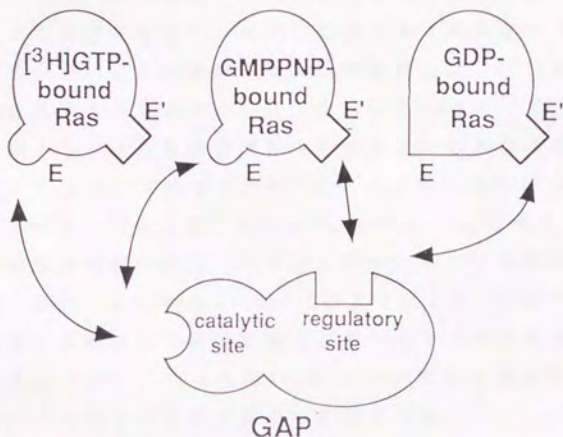 [³H]GTP-
bound
Ras
E'
E
GMPPNP-
bound
Ras
E'
E
GDP-
bound
Ras
E'
E
catalytic
site
regulatory
site
GAP